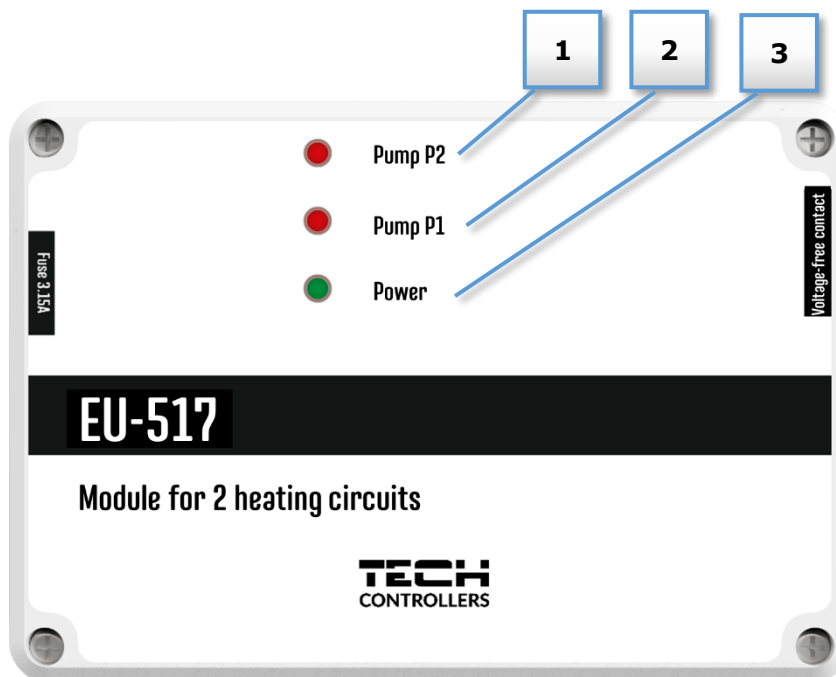 1
2
3
Pump P2
Pump P1
Power
Fuse 3.15A
Voltage-free contact
EU-517
Module for 2 heating circuits
TECH
CONTROLLERS